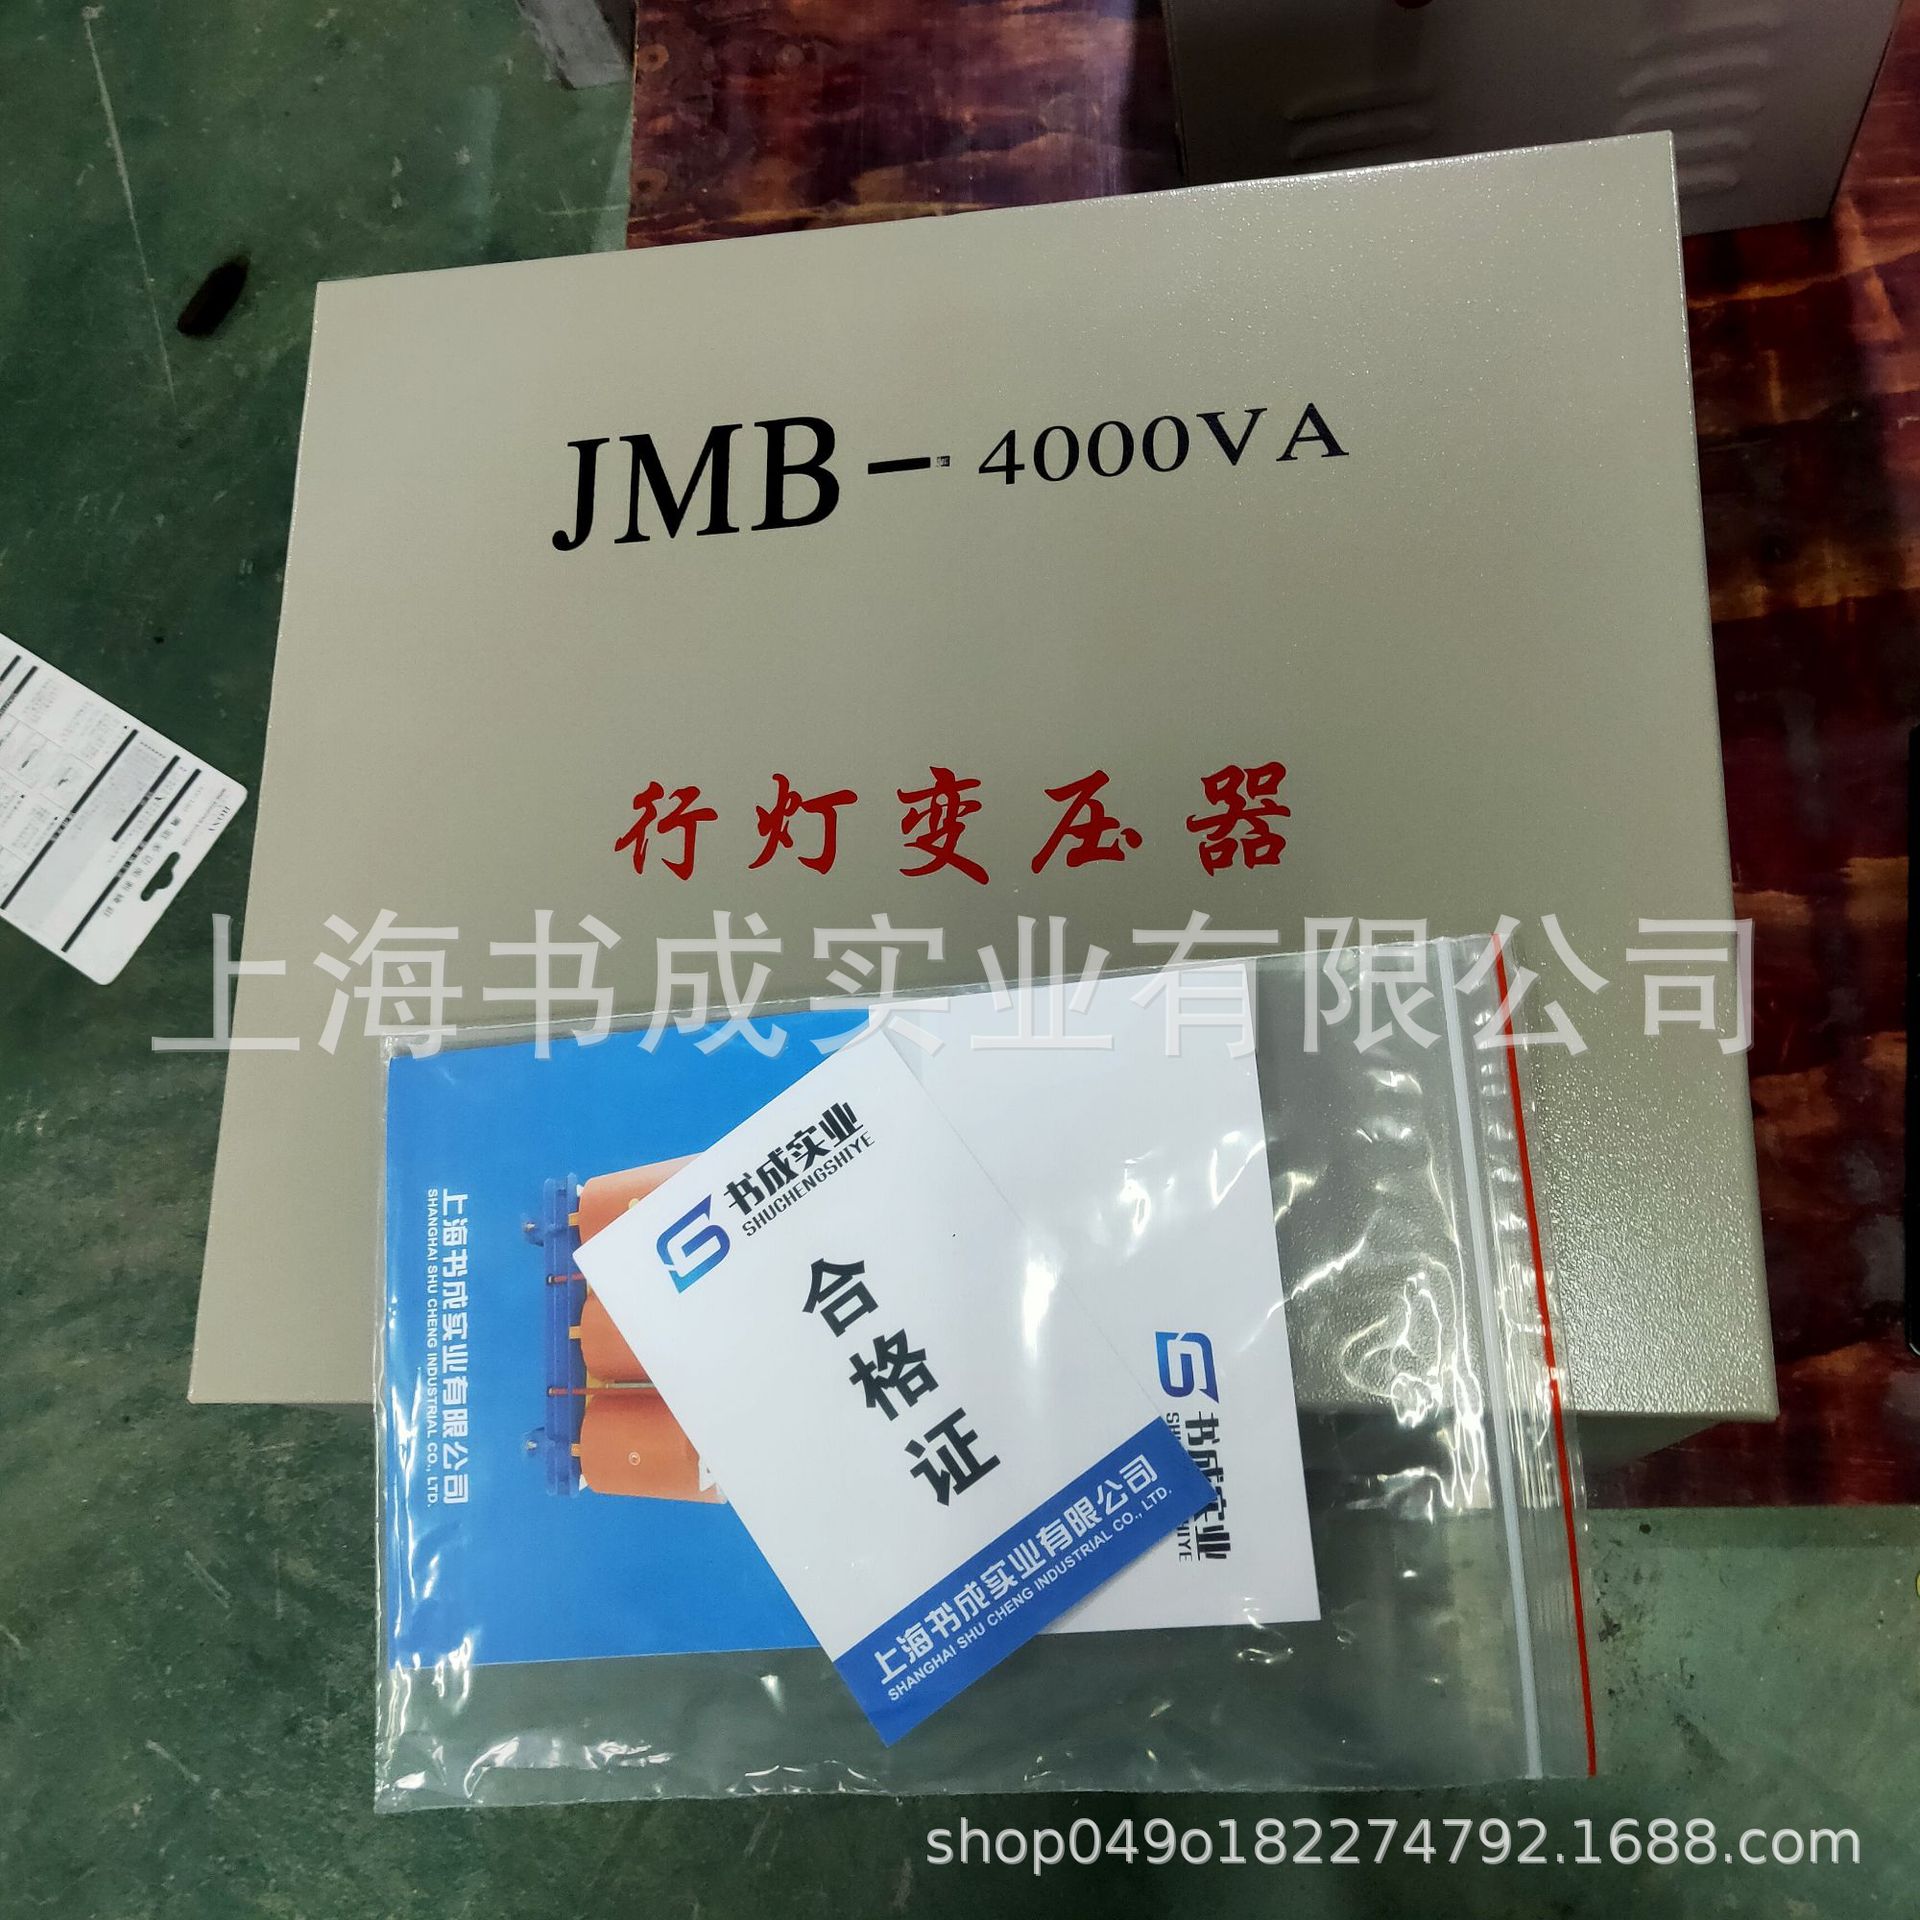 JMB-4000VA
行灯变压器
上海书成实业有限公司
书成实业
SHUCHENGSHIYE
合格证
上海书成实业有限公司
SHANGHAI SHU CHENG INDUSTRIAL CO., LTD.
上海书成实业有限公司
SHANGHAI SHU CHENG INDUSTRIAL CO., LTD.
书成实业
shop049o182274792.1688.com